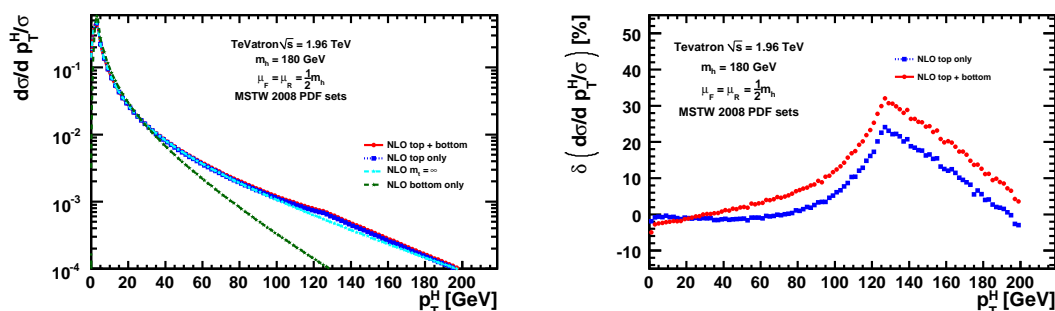 dσ/d p_T^H/σ
10⁻¹
10⁻²
10⁻³
10⁻⁴
TeVatron √s = 1.96 TeV
m_h = 180 GeV
μ_F = μ_R = 1/2 m_h
MSTW 2008 PDF sets
NLO top + bottom
NLO top only
NLO m_t = ∞
NLO bottom only
0 20 40 60 80 100 120 140 160 180 200
p_T^H [GeV]
δ ( dσ/d p_T^H/σ ) [%]
50
40
30
20
10
0
-10
Tevatron √s = 1.96 TeV
m_h = 180 GeV
μ_F = μ_R = 1/2 m_h
MSTW 2008 PDF sets
NLO top only
NLO top + bottom
0 20 40 60 80 100 120 140 160 180 200
p_T^H [GeV]